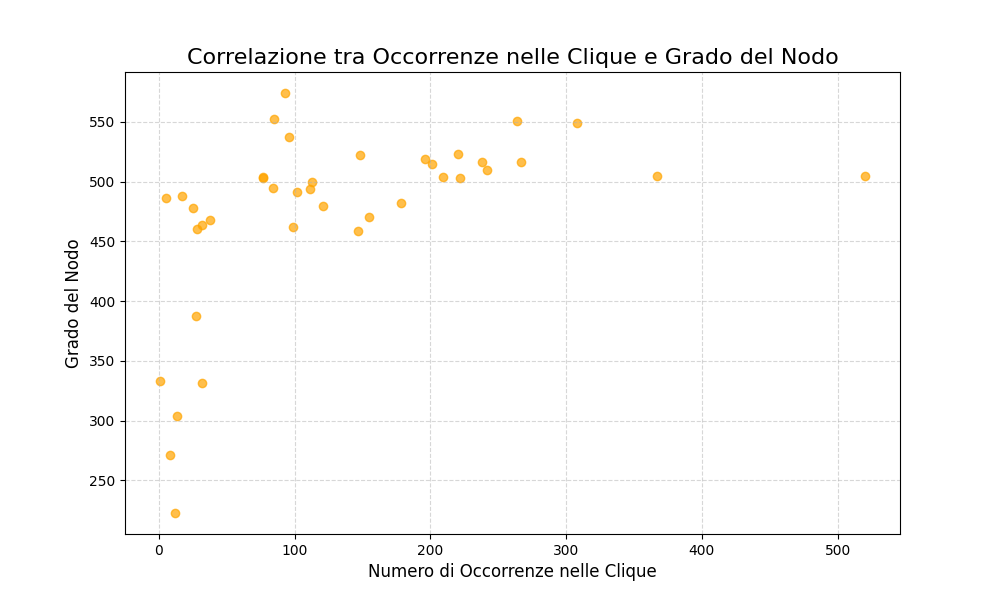 Correlazione tra Occorrenze nelle Clique e Grado del Nodo
Grado del Nodo
550
500
450
400
350
300
250
0 100 200 300 400 500
Numero di Occorrenze nelle Clique